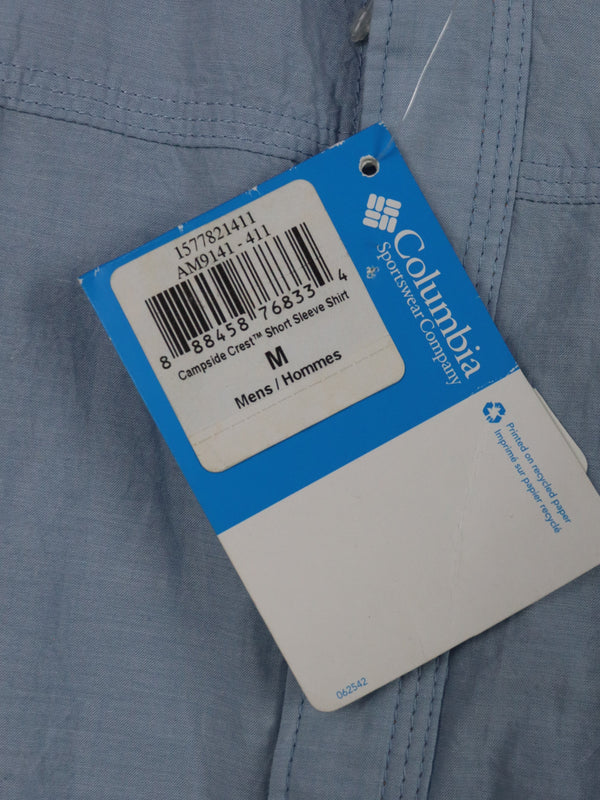 1577821411
AM9141 - 411
8 88458 76833 4
Campside Crest™ Short Sleeve Shirt
M
Mens / Hommes
Columbia
Sportswear Company
Printed on recycled paper
Imprimé sur papier recyclé
062542